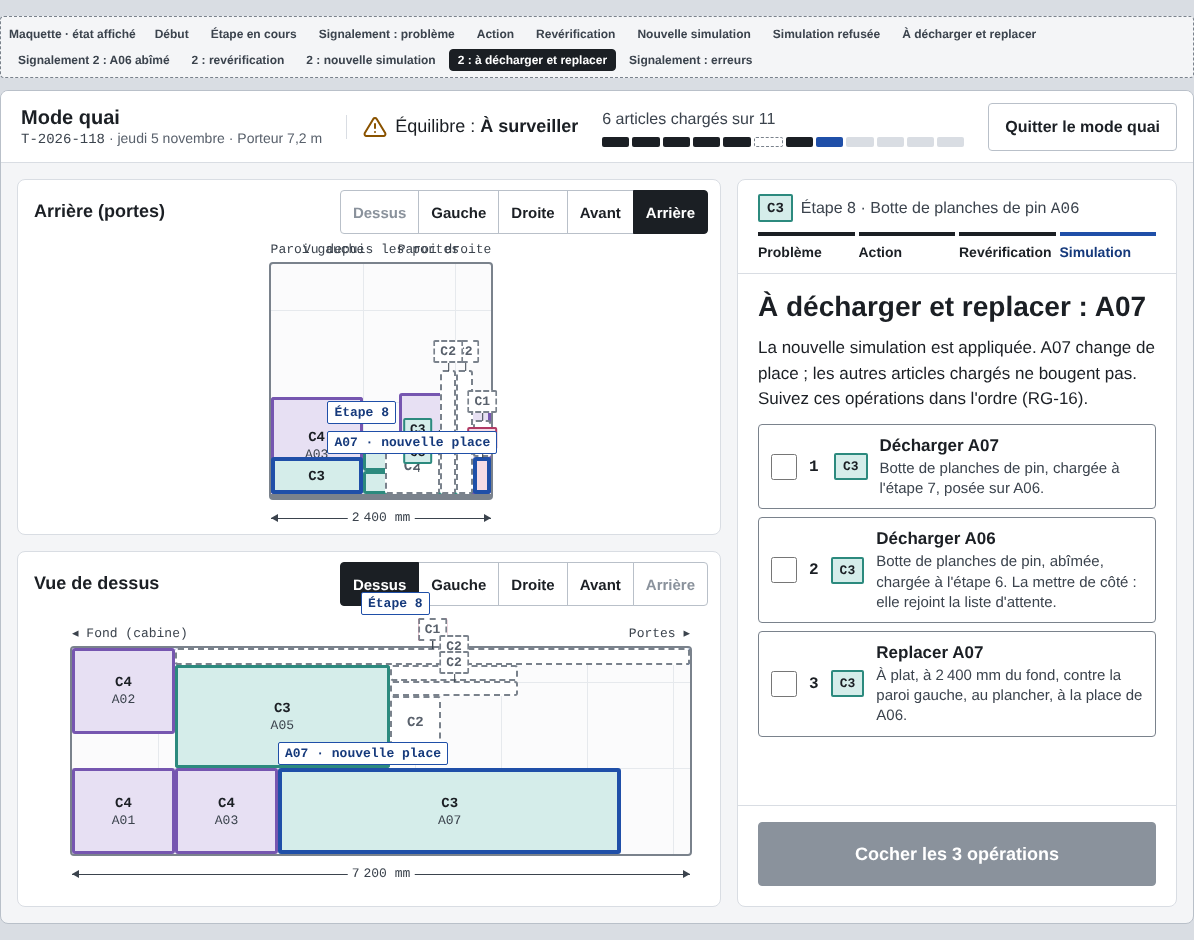 Maquette · état affiché Début Étape en cours Signalement : problème Action Revérification Nouvelle simulation Simulation refusée À décharger et replacer
Signalement 2 : A06 abîmé 2 : revérification 2 : nouvelle simulation 2 : à décharger et replacer Signalement : erreurs
Mode quai
T-2026-118 · jeudi 5 novembre · Porteur 7,2 m
Équilibre : À surveiller
6 articles chargés sur 11
Quitter le mode quai
Arrière (portes)
Dessus Gauche Droite Avant Arrière
Paroi gauche
Vu depuis les portes
Paroi droite
C2
2
C1
Étape 8
C4
A03
C3
A07 · nouvelle place
C4
C3
2 400 mm
Vue de dessus
Dessus Gauche Droite Avant Arrière
Étape 8
◄ Fond (cabine)
Portes ►
C1
C2
C2
C4
A02
C3
A05
C2
A07 · nouvelle place
C4
A01
C4
A03
C3
A07
7 200 mm
C3 Étape 8 · Botte de planches de pin A06
Problème Action Revérification Simulation
À décharger et replacer : A07
La nouvelle simulation est appliquée. A07 change de
place ; les autres articles chargés ne bougent pas.
Suivez ces opérations dans l'ordre (RG-16).
1 C3
Décharger A07
Botte de planches de pin, chargée à
l'étape 7, posée sur A06.
2 C3
Décharger A06
Botte de planches de pin, abîmée,
chargée à l'étape 6. La mettre de côté :
elle rejoint la liste d'attente.
3 C3
Replacer A07
À plat, à 2 400 mm du fond, contre la
paroi gauche, au plancher, à la place de
A06.
Cocher les 3 opérations